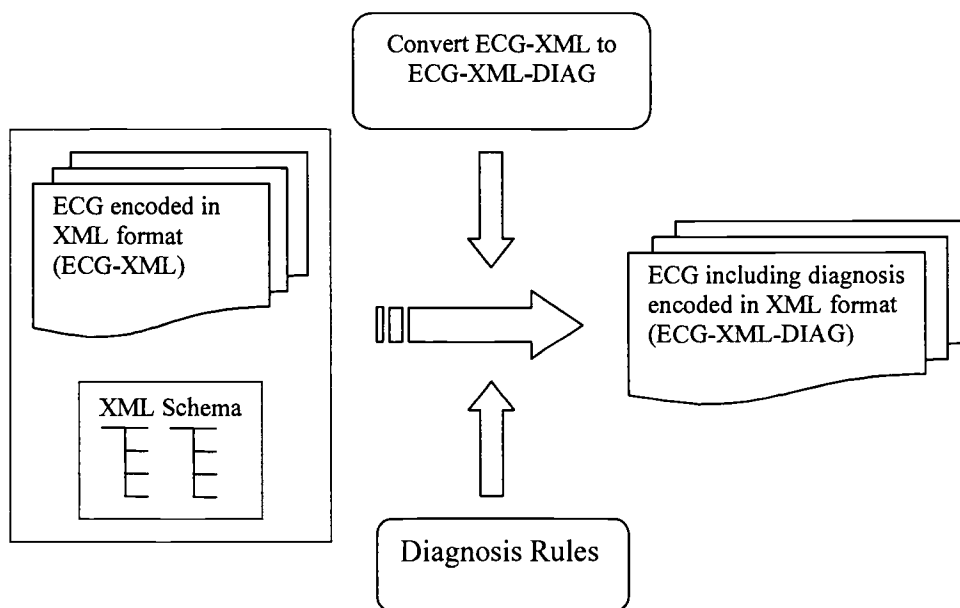 Convert ECG-XML to
ECG-XML-DIAG
ECG encoded in
XML format
(ECG-XML)
XML Schema
ECG including diagnosis
encoded in XML format
(ECG-XML-DIAG)
Diagnosis Rules